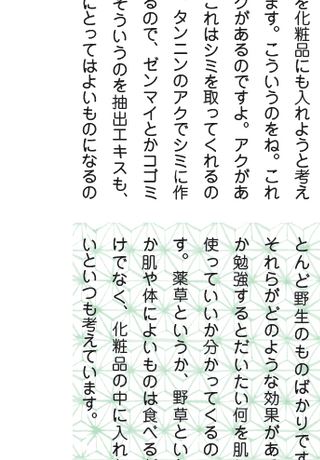 を化粧品にも入れようと考え
ます。こういうのをね。これ
クがあるのですよ。アクがあ
これはシミを取ってくれるの
、タンニンのアクでシミに作
るので、ゼンマイとかコゴミ
そういうのを抽出エキスも、
にとってはよいものになるの
とんど野生のものばかりです
それらがどのような効果があ
か勉強するとだいたい何を肌
使っていいか分かってくるの
す。薬草というか、野草とい
か肌や体によいものは食べる
けでなく、化粧品の中に入れ
いといつも考えています。